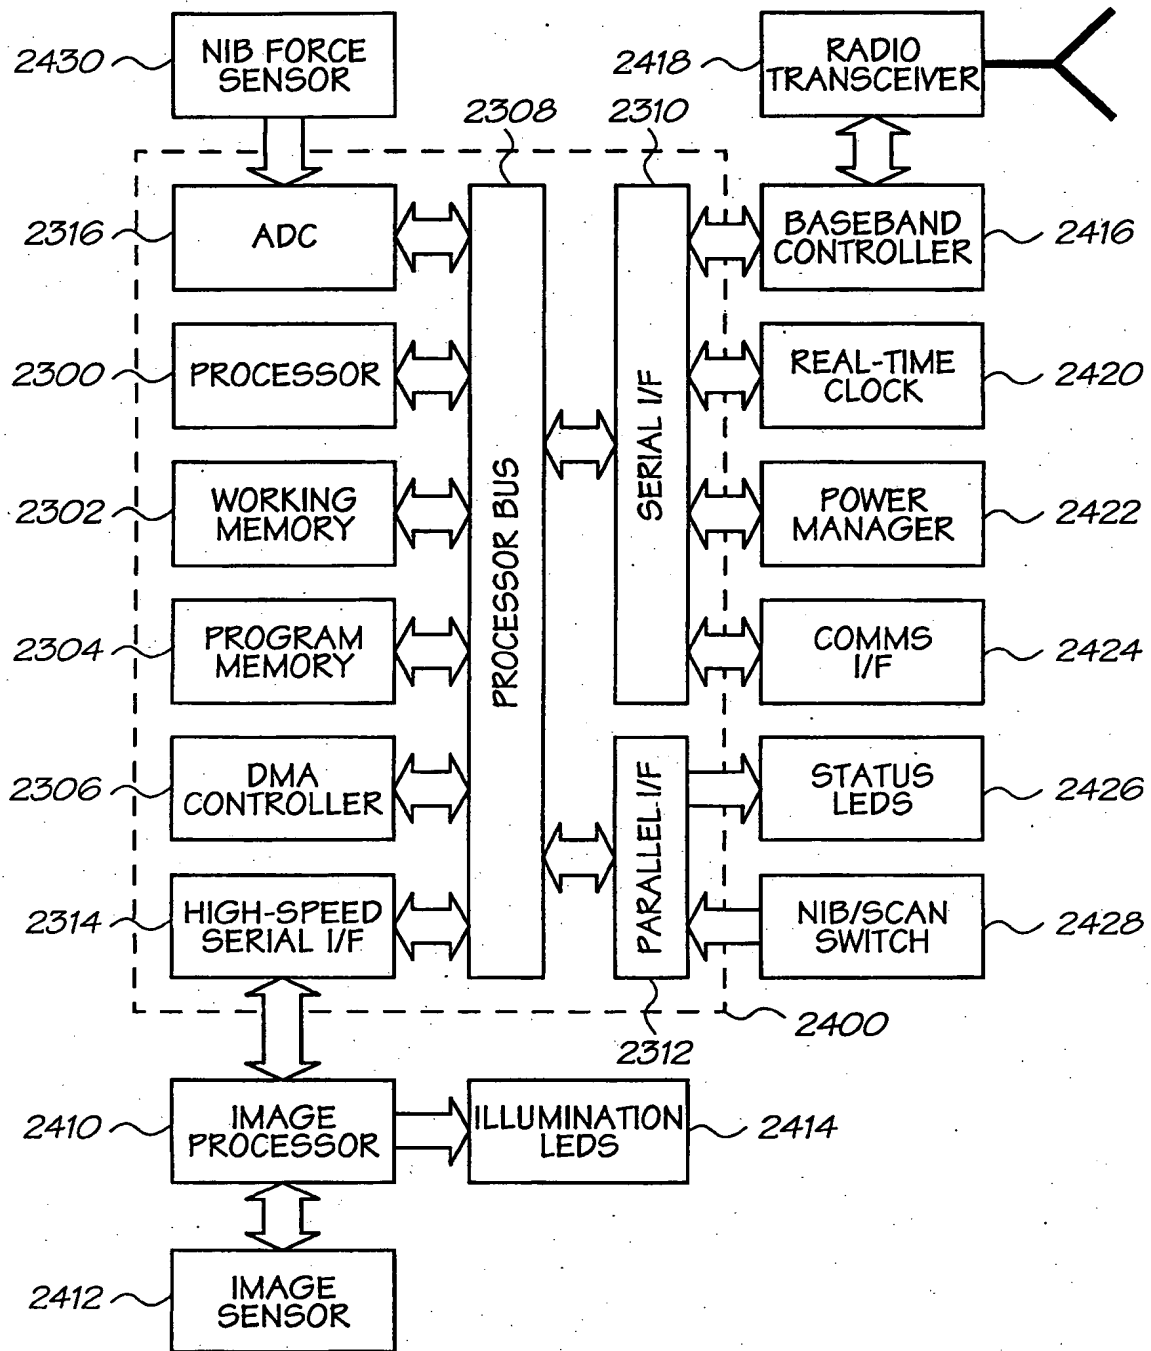 2430
NIB FORCE
SENSOR
2418
RADIO
TRANSCEIVER
2308
2310
2316
ADC
BASEBAND
CONTROLLER
2416
2300
PROCESSOR
REAL-TIME
CLOCK
2420
2302
WORKING
MEMORY
PROCESSOR BUS
SERIAL I/F
POWER
MANAGER
2422
2304
PROGRAM
MEMORY
COMMS
I/F
2424
2306
DMA
CONTROLLER
PARALLEL I/F
STATUS
LEDS
2426
2314
HIGH-SPEED
SERIAL I/F
NIB/SCAN
SWITCH
2428
2312
2400
2410
IMAGE
PROCESSOR
ILLUMINATION
LEDS
2414
2412
IMAGE
SENSOR